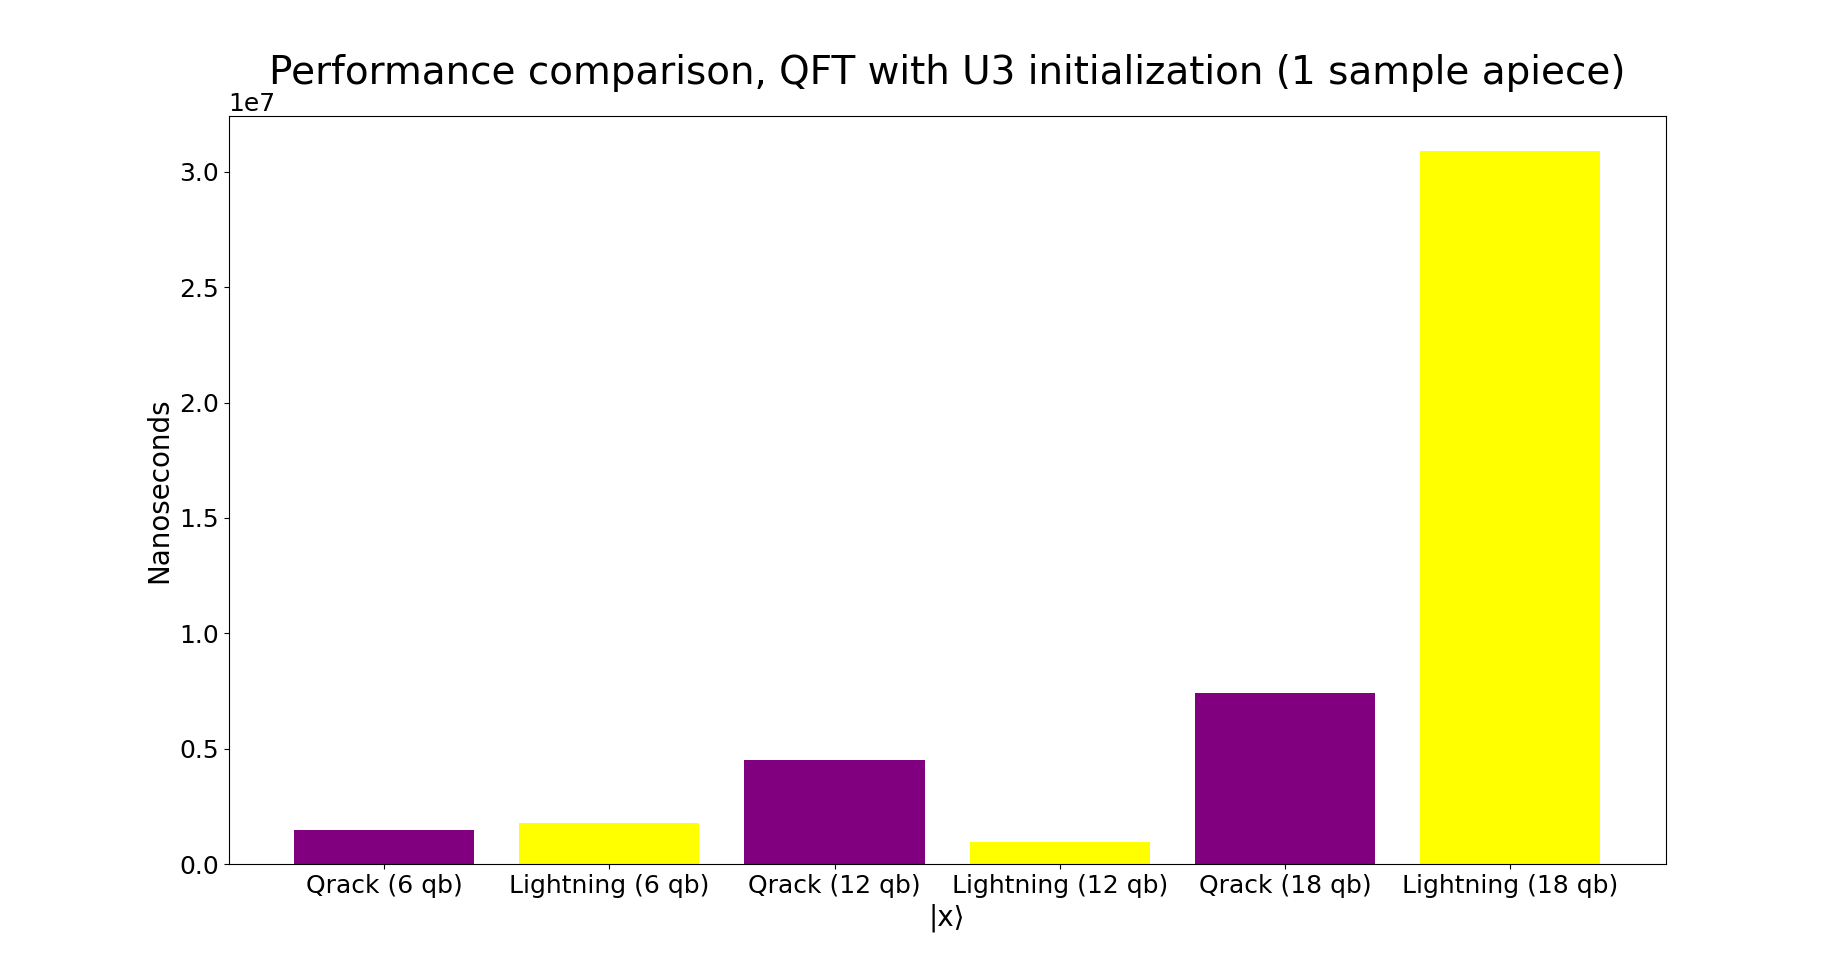 Performance comparison, QFT with U3 initialization (1 sample apiece)
1e7
3.0
2.5
2.0
1.5
1.0
0.5
0.0
Nanoseconds
Qrack (6 qb) Lightning (6 qb) Qrack (12 qb) Lightning (12 qb) Qrack (18 qb) Lightning (18 qb)
|x⟩